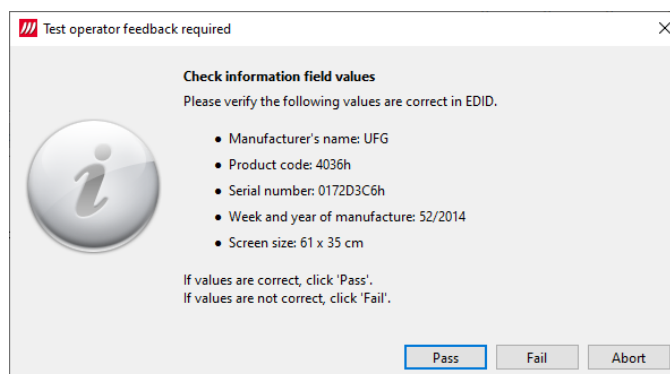 Test operator feedback required
Check information field values
Please verify the following values are correct in EDID.
• Manufacturer's name: UFG
• Product code: 4036h
• Serial number: 0172D3C6h
• Week and year of manufacture: 52/2014
• Screen size: 61 x 35 cm
If values are correct, click 'Pass'.
If values are not correct, click 'Fail'.
Pass Fail Abort